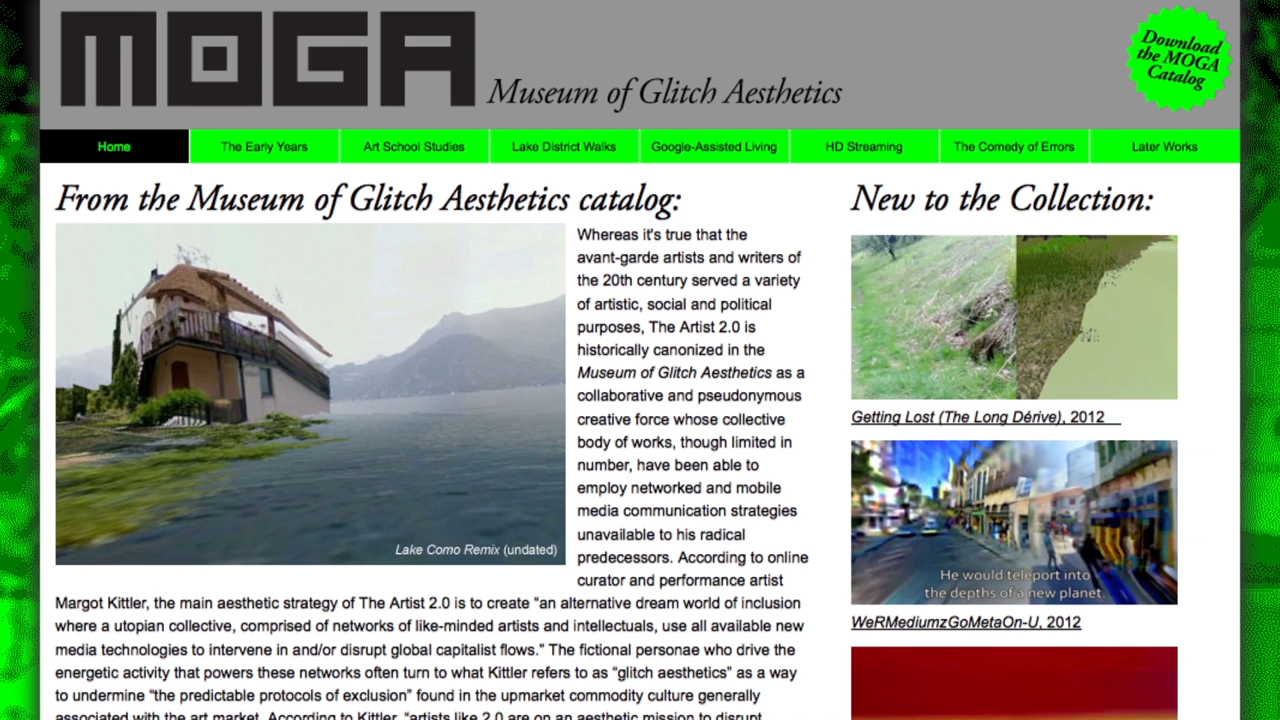 MOGA
Museum of Glitch Aesthetics
Download
the MOGA
Catalog
Home
The Early Years
Art School Studies
Lake District Walks
Google-Assisted Living
HD Streaming
The Comedy of Errors
Later Works
From the Museum of Glitch Aesthetics catalog:
Lake Como Remix (undated)
Whereas it's true that the
avant-garde artists and writers of
the 20th century served a variety
of artistic, social and political
purposes, The Artist 2.0 is
historically canonized in the
Museum of Glitch Aesthetics as a
collaborative and pseudonymous
creative force whose collective
body of works, though limited in
number, have been able to
employ networked and mobile
media communication strategies
unavailable to his radical
predecessors. According to online
curator and performance artist
Margot Kittler, the main aesthetic strategy of The Artist 2.0 is to create “an alternative dream world of inclusion
where a utopian collective, comprised of networks of like-minded artists and intellectuals, use all available new
media technologies to intervene in and/or disrupt global capitalist flows.” The fictional personae who drive the
energetic activity that powers these networks often turn to what Kittler refers to as “glitch aesthetics” as a way
to undermine “the predictable protocols of exclusion” found in the upmarket commodity culture generally
associated with the art market. According to Kittler, “artists like 2.0 are on an aesthetic mission to disrupt
New to the Collection:
Getting Lost (The Long Dérive), 2012
He would teleport into
the depths of a new planet.
WeRMediumzGoMetaOn-U, 2012